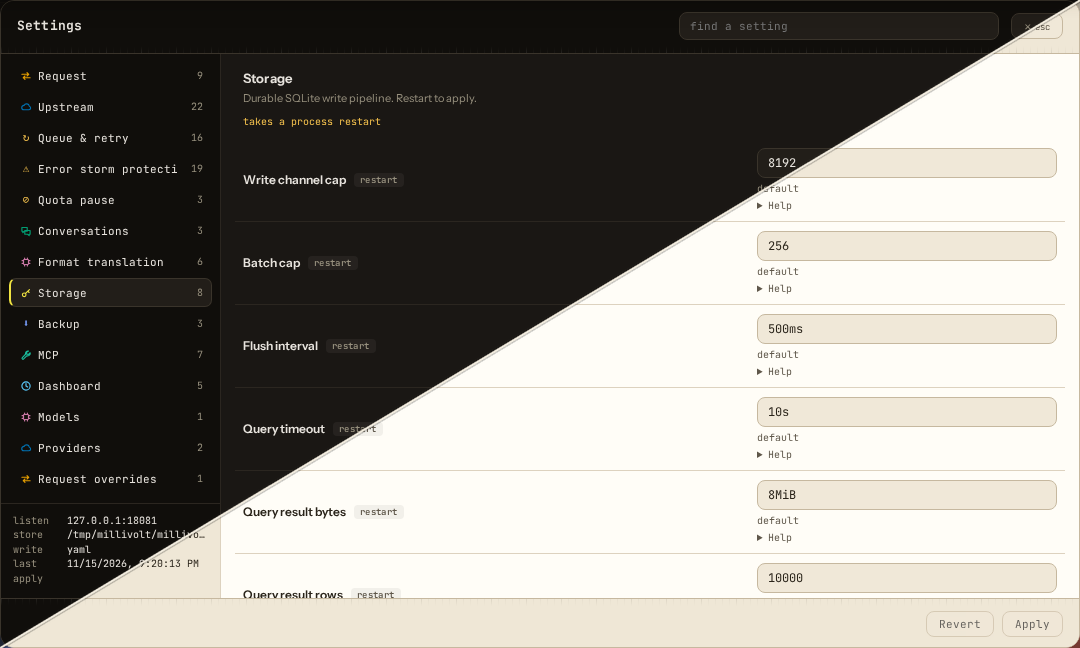 Settings
find a setting
× esc
Request 9
Upstream 22
Queue & retry 16
Error storm protecti 19
Quota pause 3
Conversations 3
Format translation 6
Storage 8
Backup 3
MCP 7
Dashboard 5
Models 1
Providers 2
Request overrides 1
listen 127.0.0.1:18081
store /tmp/millivolt/millivo…
write yaml
last apply 11/15/2026, :20:13 PM
Storage
Durable SQLite write pipeline. Restart to apply.
takes a process restart
Write channel cap restart
8192
default
Help
Batch cap restart
256
default
Help
Flush interval restart
500ms
default
Help
Query timeout restart
10s
default
Help
Query result bytes restart
8MiB
default
Help
Query result rows restart
10000
Revert
Apply